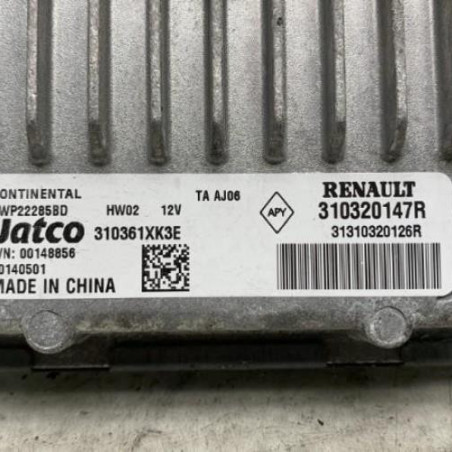 CONTINENTAL
WP22285BD HW02 12V
Jatco 310361XK3E
/N: 00148856
0140501
MADE IN CHINA
TA AJ06
APY
RENAULT
310320147R
31310320126R